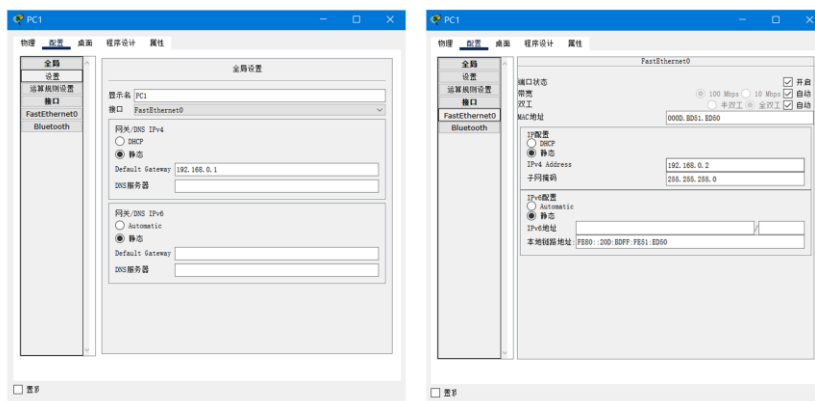 PC1
物理 配置 桌面 程序设计 属性
全局
设置
运算规则设置
接口
FastEthernet0
Bluetooth
全局设置
显示名 PC1
接口 FastEthernet0
网关/DNS IPv4
DHCP
静态
Default Gateway 192.168.0.1
DNS服务器
网关/DNS IPv6
Automatic
静态
Default Gateway
DNS服务器
置顶
PC1
物理 配置 桌面 程序设计 属性
全局
设置
运算规则设置
接口
FastEthernet0
Bluetooth
FastEthernet0
端口状态 开启
带宽 100 Mbps 10 Mbps 自动
双工 半双工 全双工 自动
MAC地址 000D.BD51.ED50
IP配置
DHCP
静态
IPv4 Address 192.168.0.2
子网掩码 255.255.255.0
IPv6配置
Automatic
静态
IPv6地址 /
本地链路地址: FE80::20D:BDFF:FE51:ED50
置顶